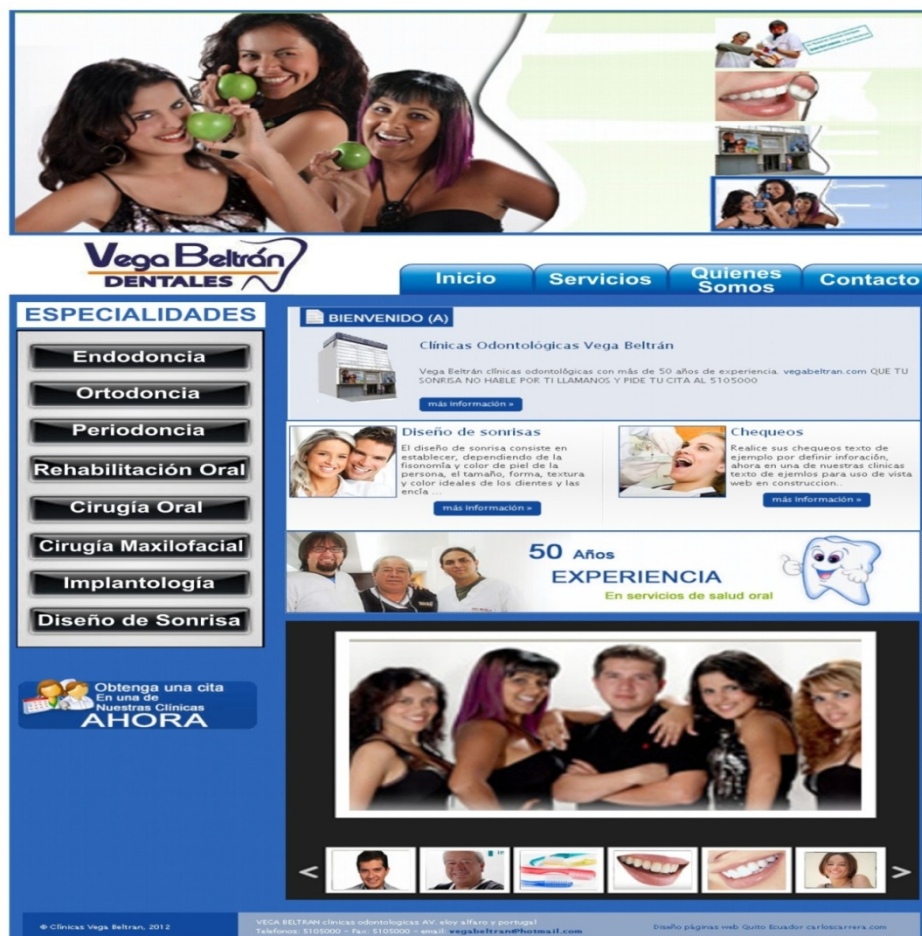 Vega Beltrán
DENTALES
Inicio
Servicios
Quienes
Somos
Contacto
ESPECIALIDADES
Endodoncia
Ortodoncia
Periodoncia
Rehabilitación Oral
Cirugía Oral
Cirugía Maxilofacial
Implantología
Diseño de Sonrisa
Obtenga una cita
En una de
Nuestras Clínicas
AHORA
BIENVENIDO (A)
Clínicas Odontológicas Vega Beltrán
Vega Beltrán clínicas odontológicas con más de 50 años de experiencia. vegabeltran.com QUE TU
SONRISA NO HABLE POR TI LLAMANOS Y PIDE TU CITA AL 5105000
más información »
Diseño de sonrisas
El diseño de sonrisa consiste en
establecer, dependiendo de la
fisonomía y color de piel de la
persona, el tamaño, forma, textura
y color ideales de los dientes y las
encía ...
más información »
Chequeos
Realice sus chequeos texto de
ejemplo por definir inforación,
ahora en una de nuestras clinicas
texto de ejemlos para uso de vista
web en construccion..
más información »
50 Años
EXPERIENCIA
En servicios de salud oral
< >
© Clínicas Vega Beltran, 2012
VEGA BELTRAN clinicas odontologicas AV. eloy alfaro y portugal
Telefonos: 5105000 - Fax: 5105000 - email: vegabeltran@hotmail.com
Diseño páginas web Quito Ecuador carloscarrera.com